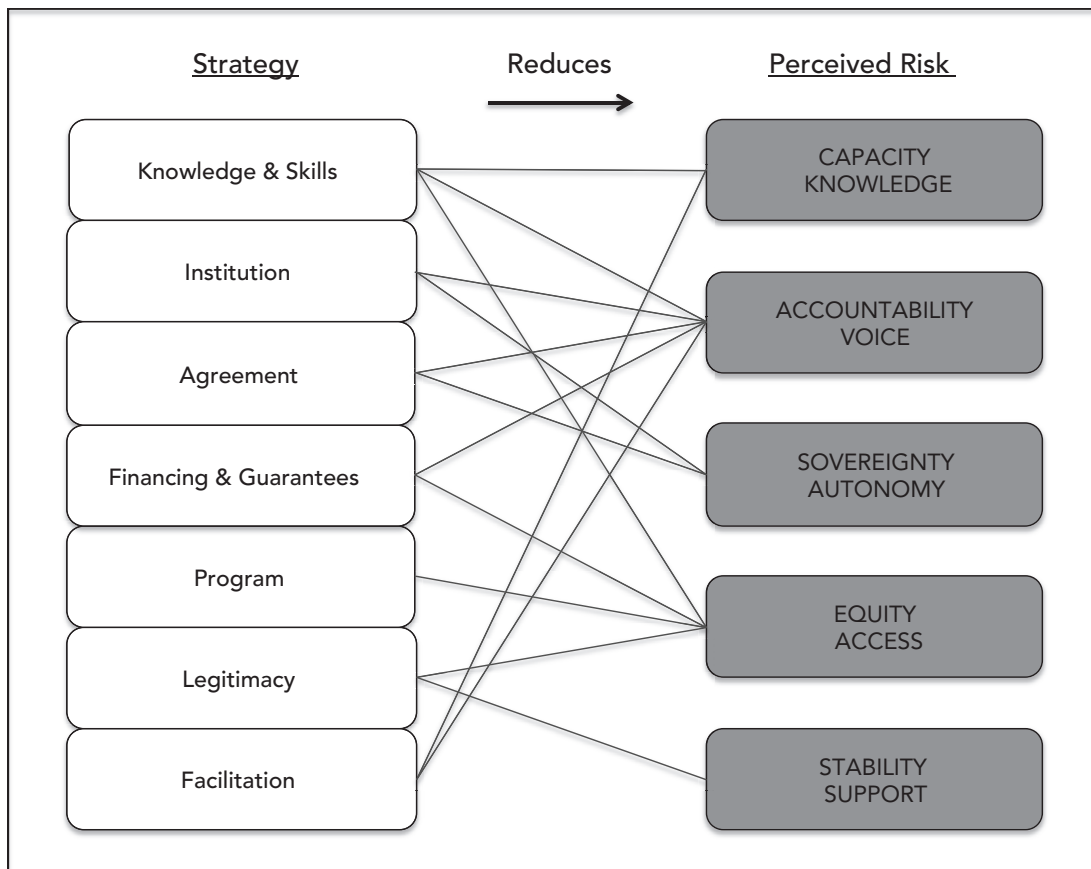 Strategy
Reduces
Perceived Risk
Knowledge & Skills
Institution
Agreement
Financing & Guarantees
Program
Legitimacy
Facilitation
CAPACITY
KNOWLEDGE
ACCOUNTABILITY
VOICE
SOVEREIGNTY
AUTONOMY
EQUITY
ACCESS
STABILITY
SUPPORT